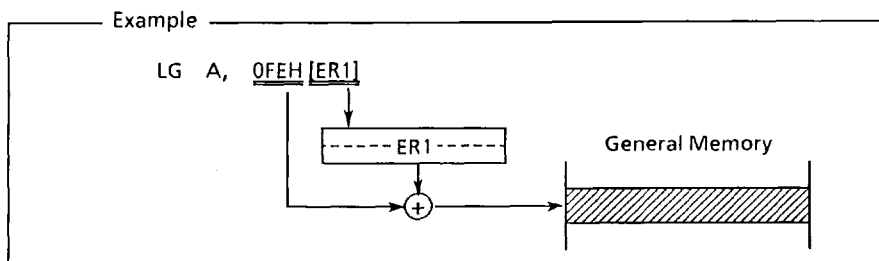 Example
LG A, 0FEH [ER1]
ER1
General Memory
+